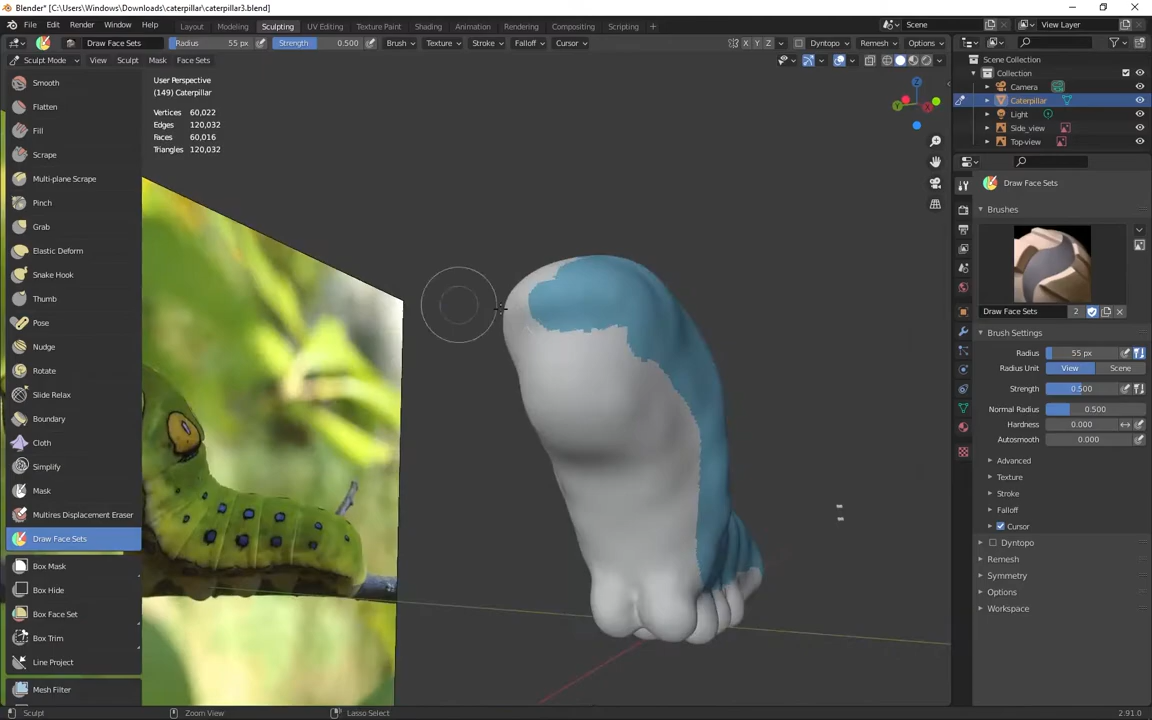 Blender* [C:\Users\Windows\Downloads\caterpillar\caterpillar3.blend]
File Edit Render Window Help Layout Modeling Sculpting UV Editing Texture Paint Shading Animation Rendering Compositing Scripting + Scene View Layer
Draw Face Sets Radius 55 px Strength 0.500 Brush Texture Stroke Falloff Cursor X Y Z Dyntopo Remesh Options
Sculpt Mode View Sculpt Mask Face Sets
User Perspective
(149) Caterpillar
Vertices 60,022
Edges 120,032
Faces 60,016
Triangles 120,032
Smooth
Flatten
Fill
Scrape
Multi-plane Scrape
Pinch
Grab
Elastic Deform
Snake Hook
Thumb
Pose
Nudge
Rotate
Slide Relax
Boundary
Cloth
Simplify
Mask
Multires Displacement Eraser
Draw Face Sets
Box Mask
Box Hide
Box Face Set
Box Trim
Line Project
Mesh Filter
Z
Y
Scene Collection
Collection
Camera
Caterpillar
Light
Side_view
Top-view
Draw Face Sets
Brushes
Draw Face Sets 2
Brush Settings
Radius 55 px
Radius Unit View Scene
Strength 0.500
Normal Radius 0.500
Hardness 0.000
Autosmooth 0.000
Advanced
Texture
Stroke
Falloff
Cursor
Dyntopo
Remesh
Symmetry
Options
Workspace
Sculpt Zoom View Lasso Select 2.91.0